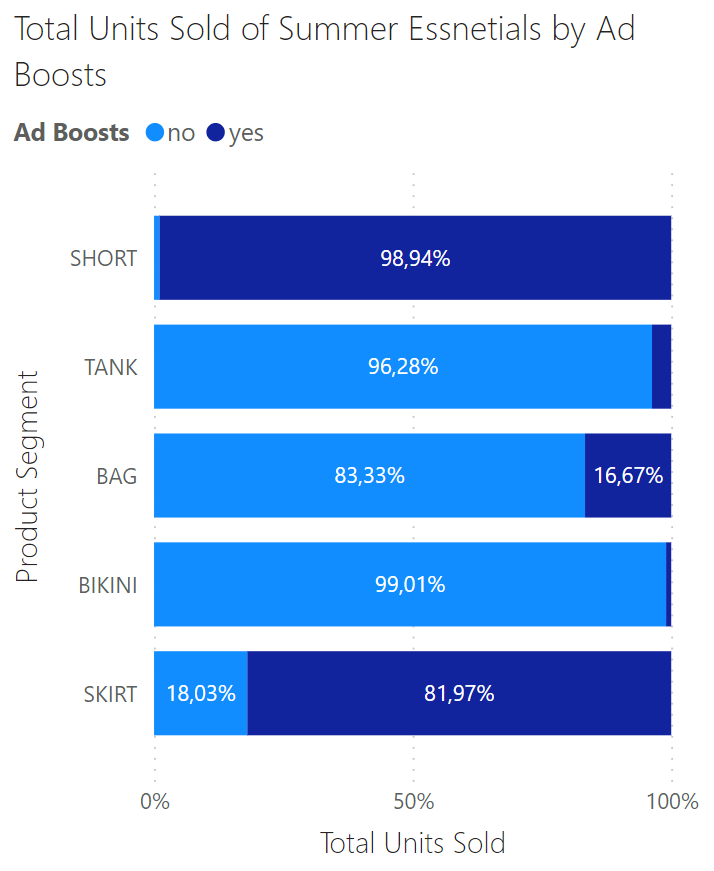 Total Units Sold of Summer Essnetials by Ad
Boosts
Ad Boosts no yes
Product Segment
SHORT 98,94%
TANK 96,28%
BAG 83,33% 16,67%
BIKINI 99,01%
SKIRT 18,03% 81,97%
0% 50% 100%
Total Units Sold